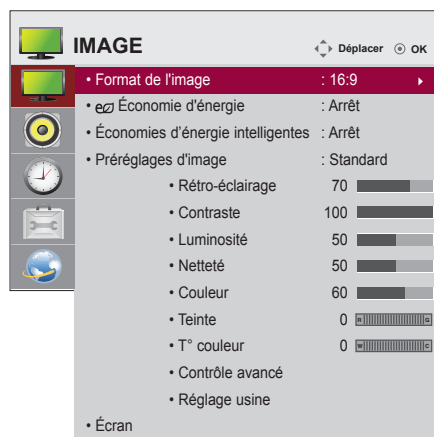 IMAGE Déplacer OK
• Format de l'image : 16:9
• Économie d'énergie : Arrêt
• Économies d’énergie intelligentes : Arrêt
• Préréglages d'image : Standard
• Rétro-éclairage 70
• Contraste 100
• Luminosité 50
• Netteté 50
• Couleur 60
• Teinte 0 R G
• T° couleur 0 W C
• Contrôle avancé
• Réglage usine
• Écran